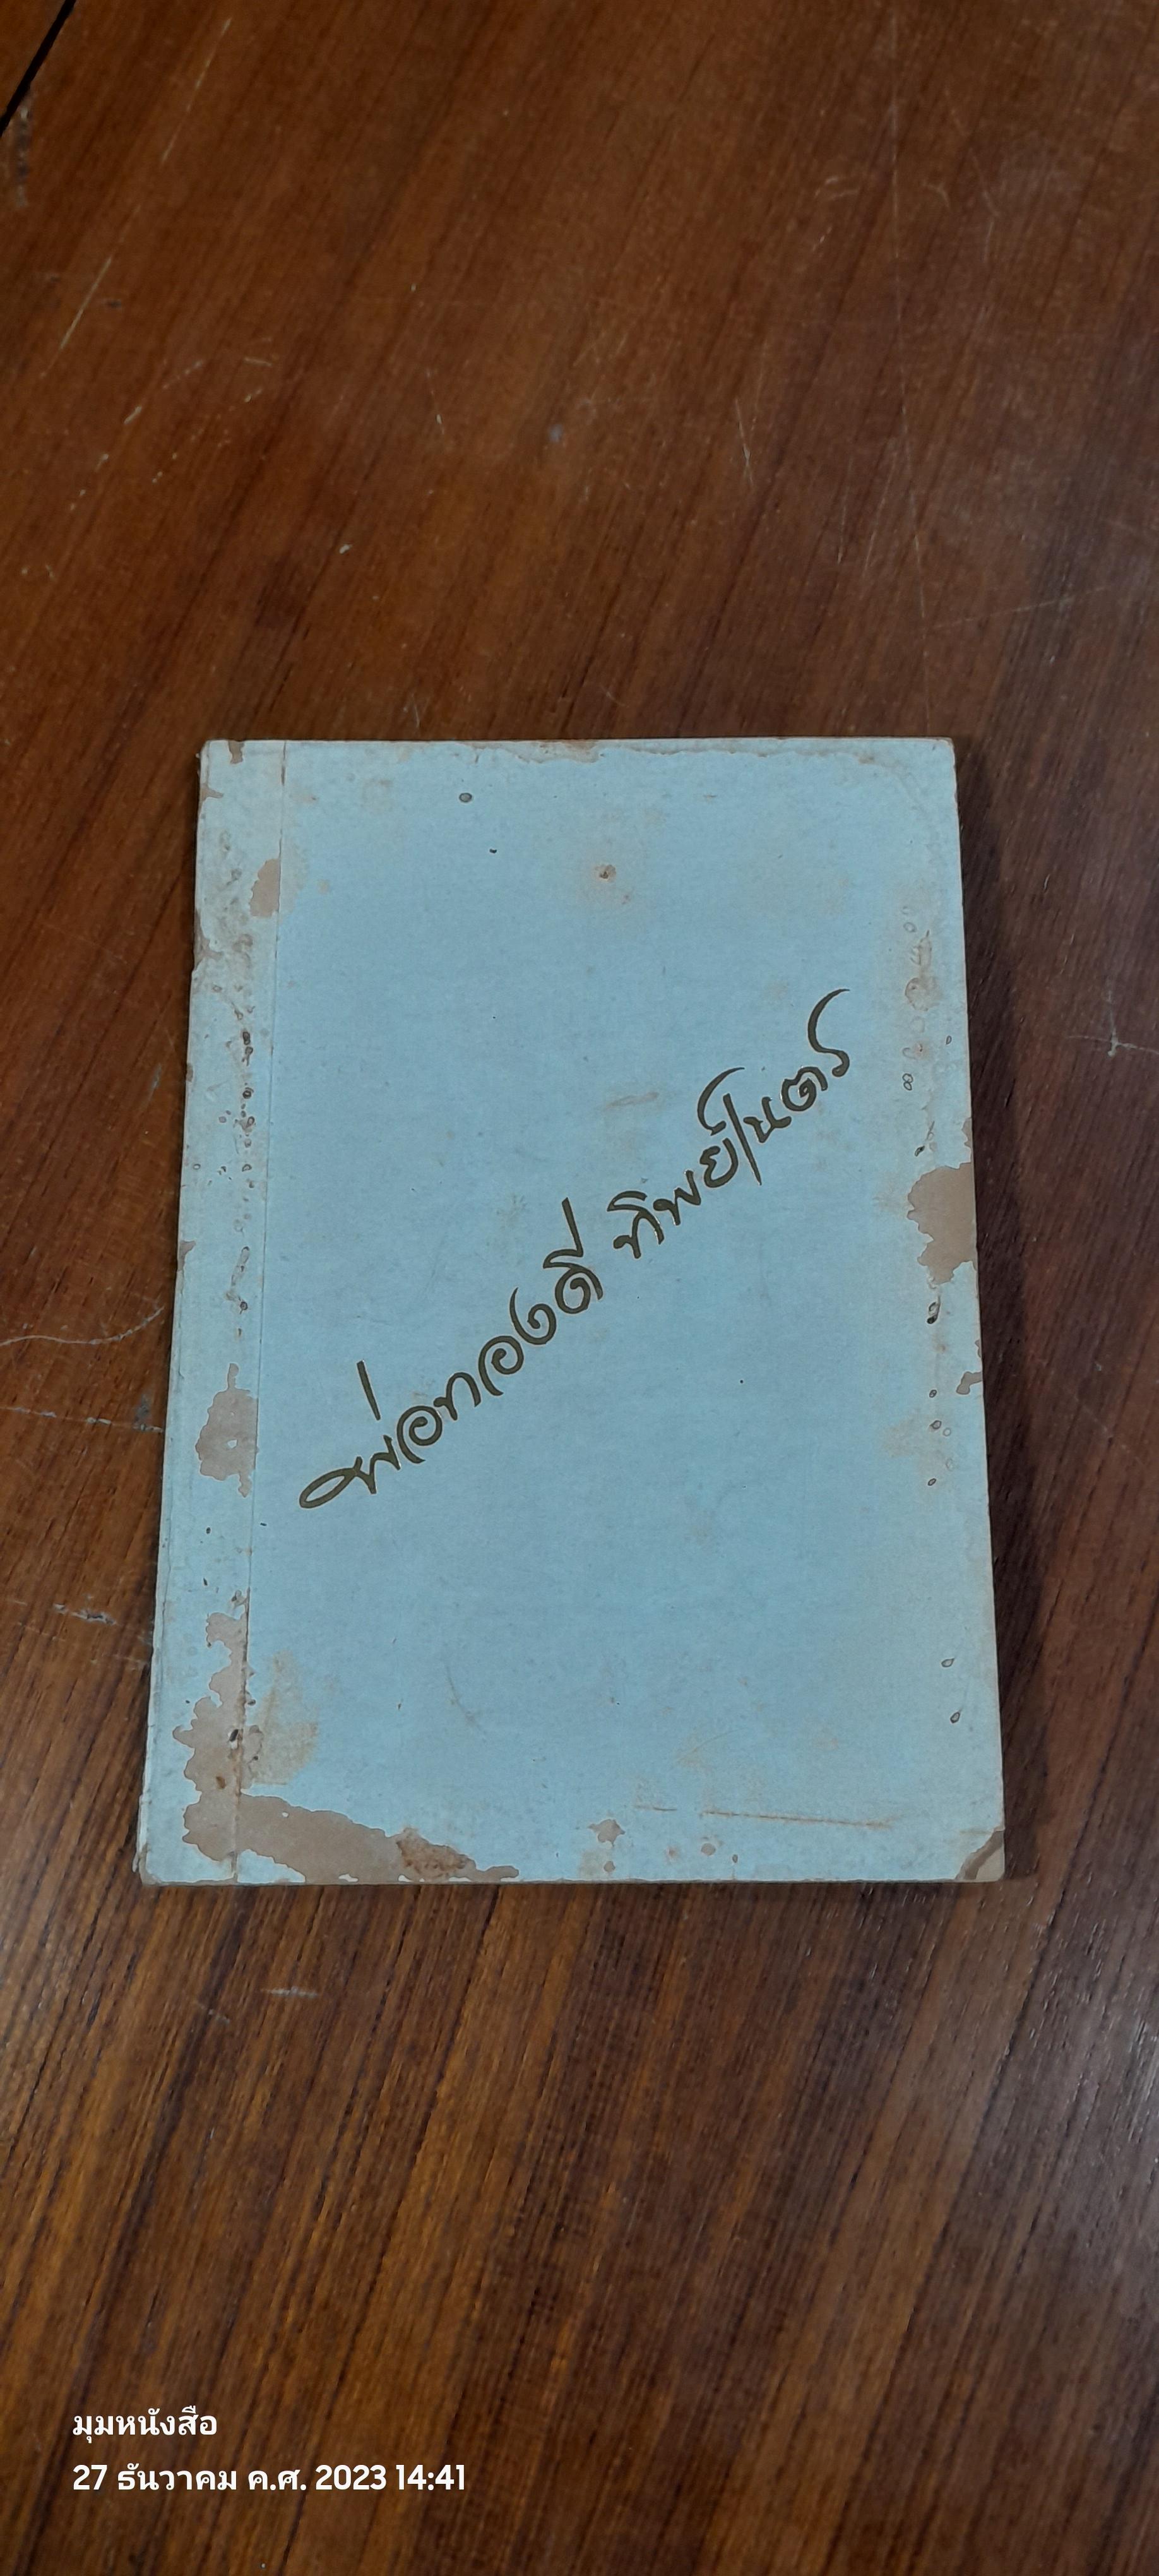 พ่อทองดี ทิพย์เนตร
มุมหนังสือ
27 ธันวาคม ค.ศ. 2023 14:41